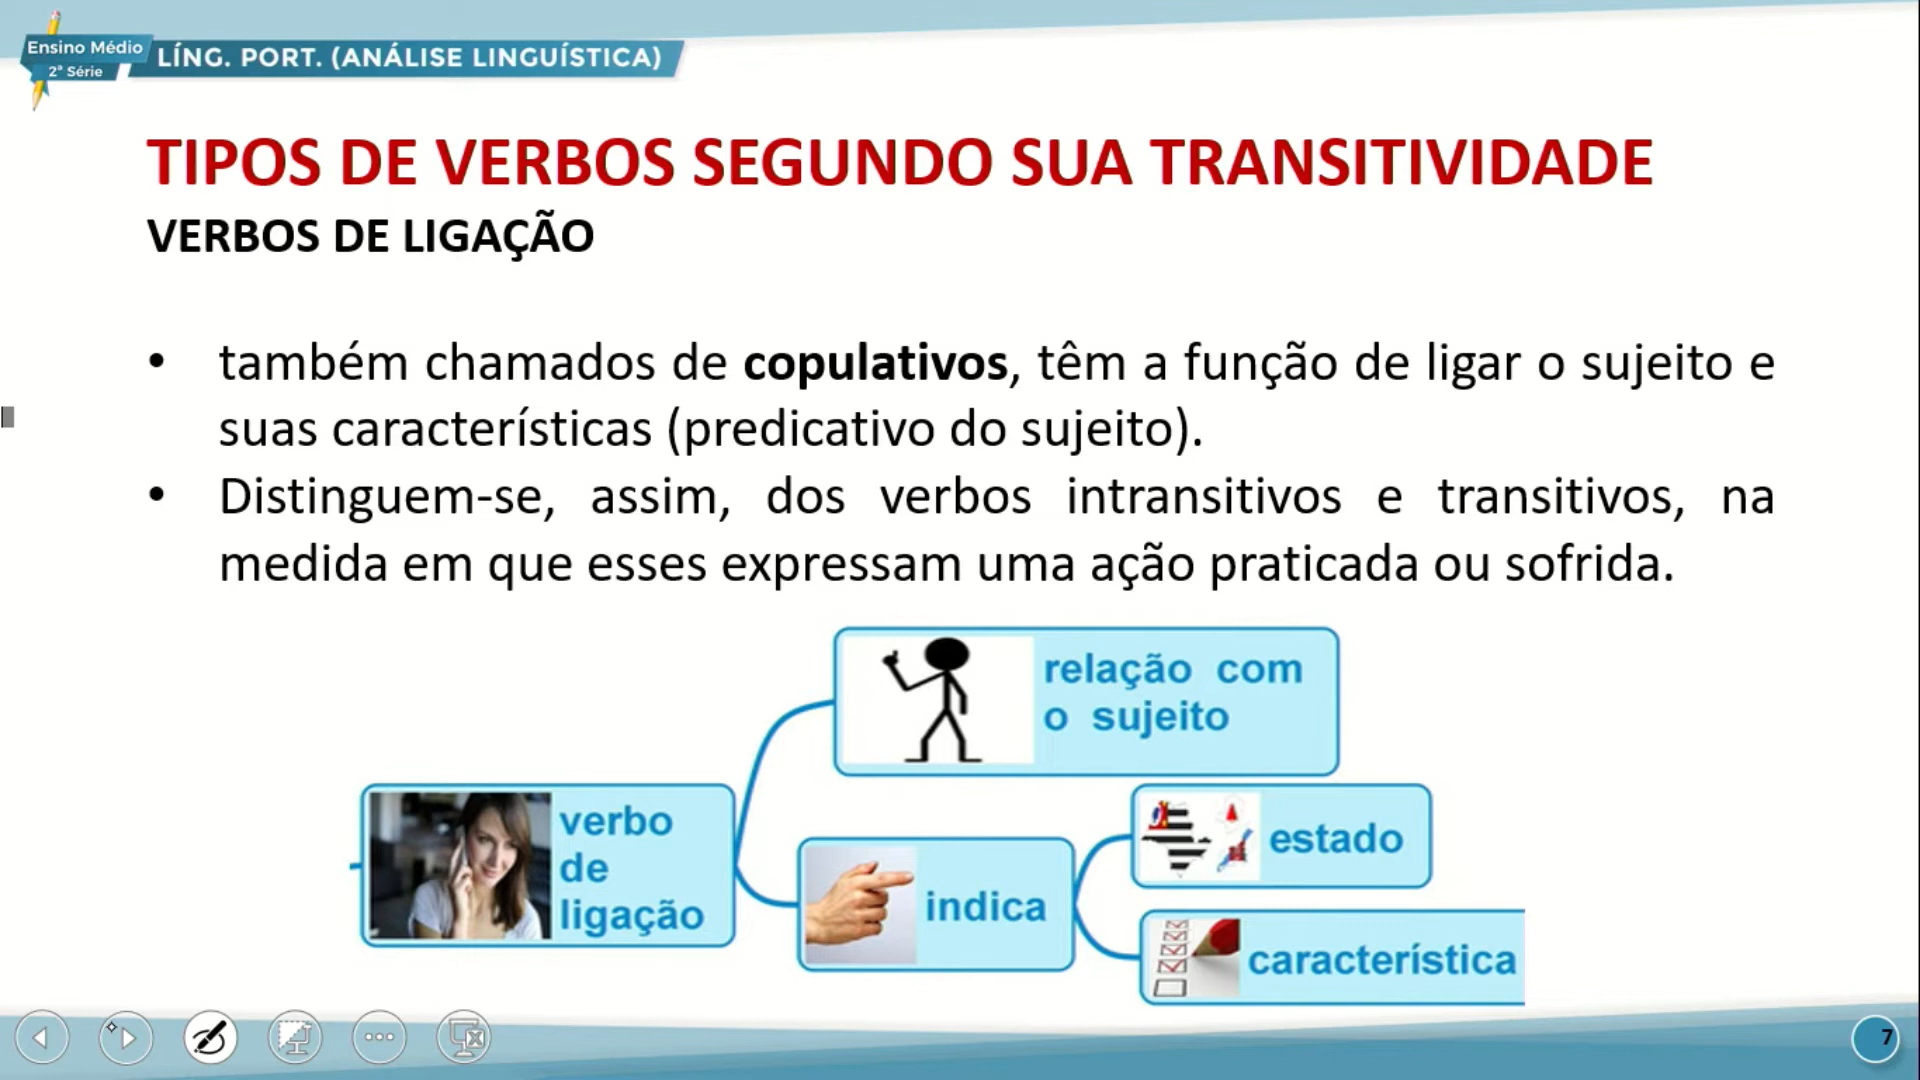 Ensino Médio
2ª Série
LÍNG. PORT. (ANÁLISE LINGUÍSTICA)
TIPOS DE VERBOS SEGUNDO SUA TRANSITIVIDADE
VERBOS DE LIGAÇÃO
• também chamados de copulativos, têm a função de ligar o sujeito e
suas características (predicativo do sujeito).
• Distinguem-se, assim, dos verbos intransitivos e transitivos, na
medida em que esses expressam uma ação praticada ou sofrida.
relação com
o sujeito
verbo
de
ligação
indica
estado
característica
7